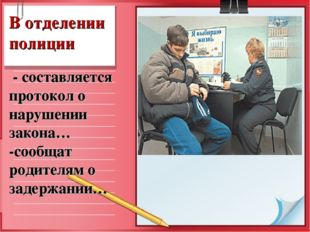 В отделении
полиции
- составляется
протокол о
нарушении
закона…
-сообщат
родителям о
задержании…
Я выбираю
жизнь